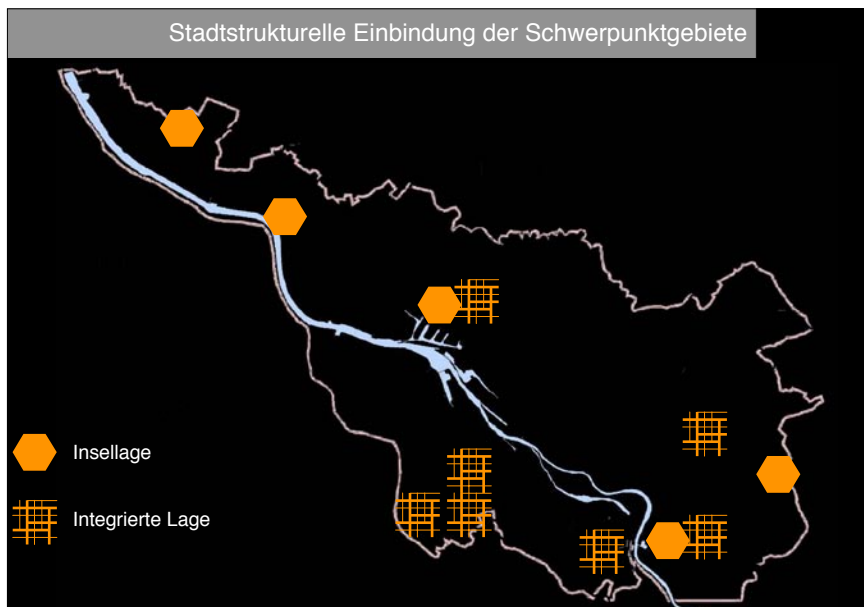 Stadtstrukturelle Einbindung der Schwerpunktgebiete
Insellage
Integrierte Lage